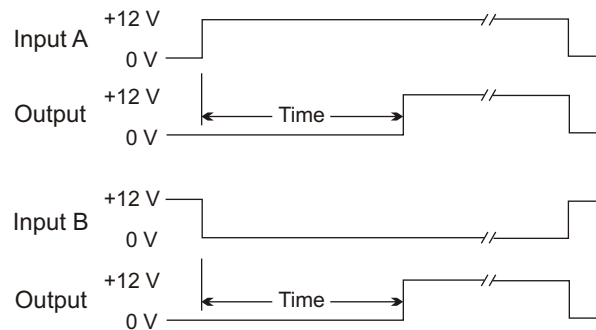 +12 V
Input A
0 V
+12 V
Output
Time
0 V
+12 V
Input B
0 V
+12 V
Output
Time
0 V